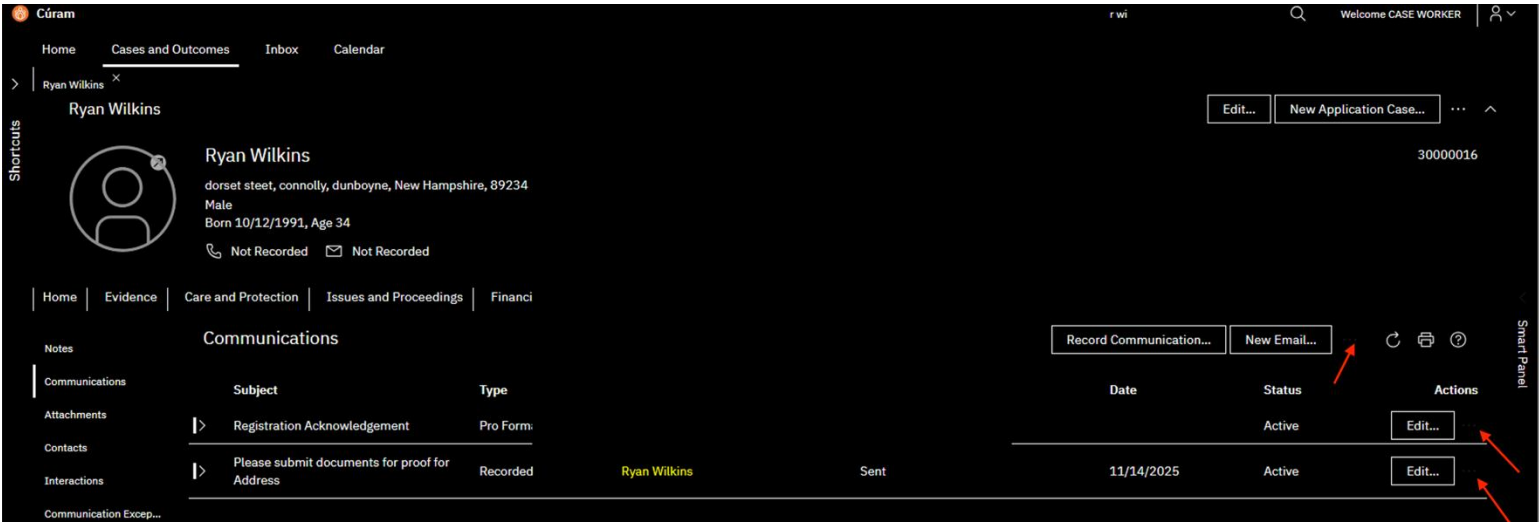 Cúram
r wi
Welcome CASE WORKER
Home Cases and Outcomes Inbox Calendar
Ryan Wilkins
Ryan Wilkins
Edit... New Application Case... ...
Shortcuts
Ryan Wilkins
30000016
dorset steet, connolly, dunboyne, New Hampshire, 89234
Male
Born 10/12/1991, Age 34
Not Recorded Not Recorded
Home Evidence Care and Protection Issues and Proceedings Financi
Smart Panel
Notes
Communications
Attachments
Contacts
Interactions
Communication Excep...
Communications
Record Communication... New Email...
Subject Type Date Status Actions
Registration Acknowledgement Pro Form Active Edit...
Please submit documents for proof for
Address
Recorded Ryan Wilkins Sent 11/14/2025 Active Edit...